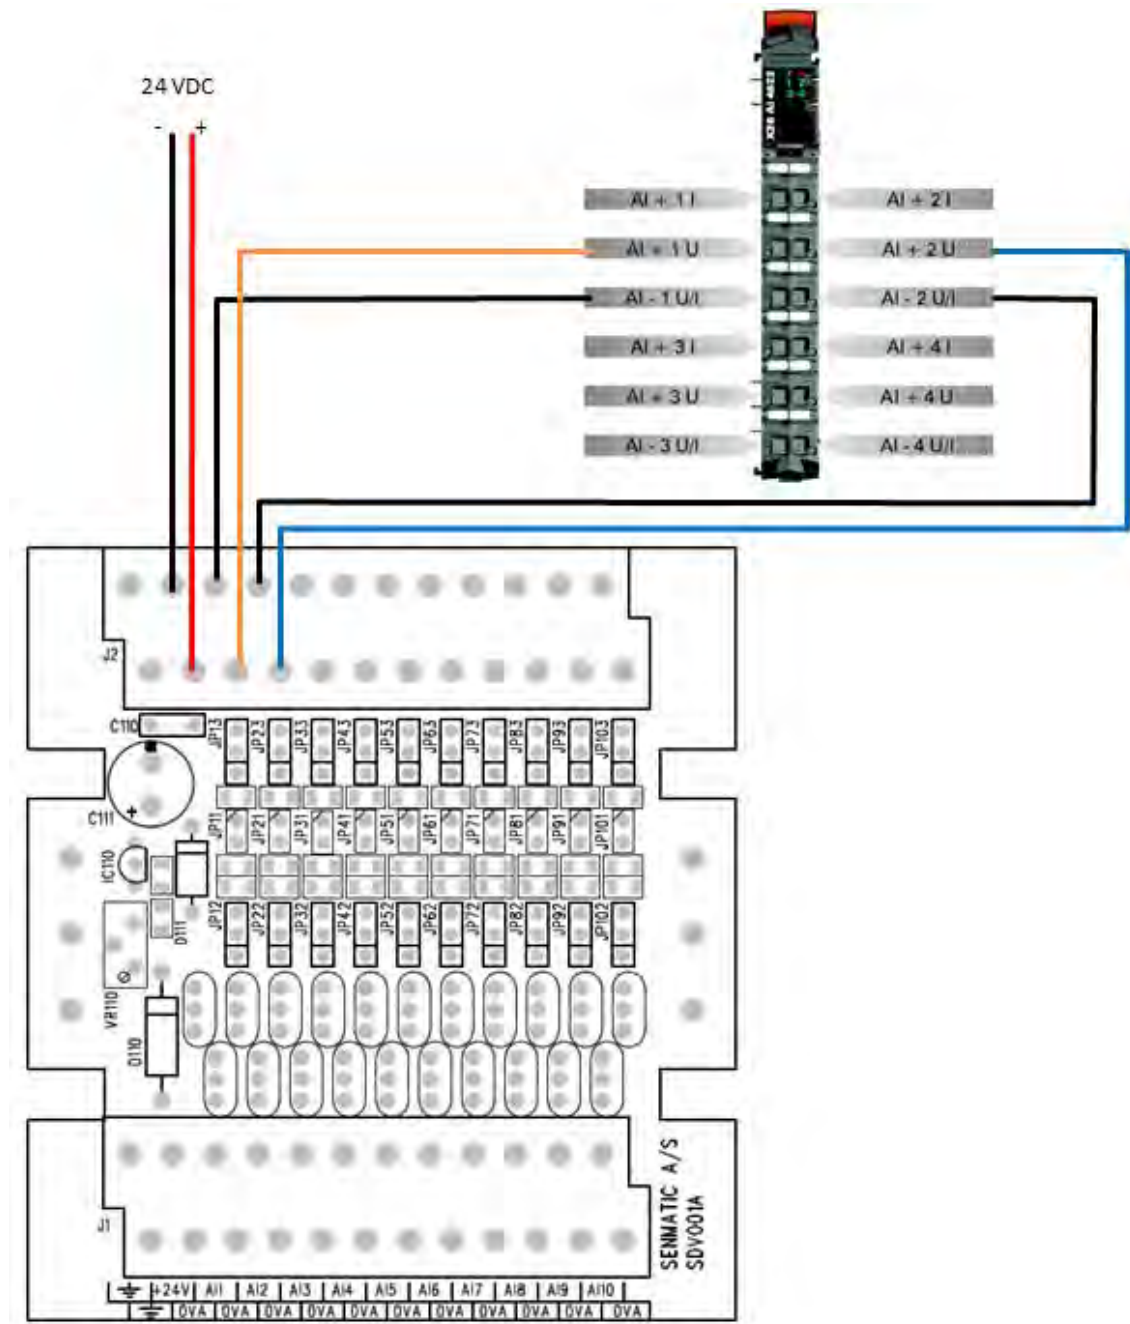 24 VDC
- +
X20 AI 4622
AI + 1 I
AI + 2 I
AI + 1 U
AI + 2 U
AI - 1 U/I
AI - 2 U/I
AI + 3 I
AI + 4 I
AI + 3 U
AI + 4 U
AI - 3 U/I
AI - 4 U/I
J2
C110
JP13 JP23 JP33 JP43 JP53 JP63 JP73 JP83 JP93 JP103
C111
+
JP11 JP21 JP31 JP41 JP51 JP61 JP71 JP81 JP91 JP101
IC110
D111
JP12 JP22 JP32 JP42 JP52 JP62 JP72 JP82 JP92 JP102
VR110
D110
SENMATIC A/S
SDV001A
J1
+24V AI1 AI2 AI3 AI4 AI5 AI6 AI7 AI8 AI9 AI10
0VA 0VA 0VA 0VA 0VA 0VA 0VA 0VA 0VA 0VA 0VA